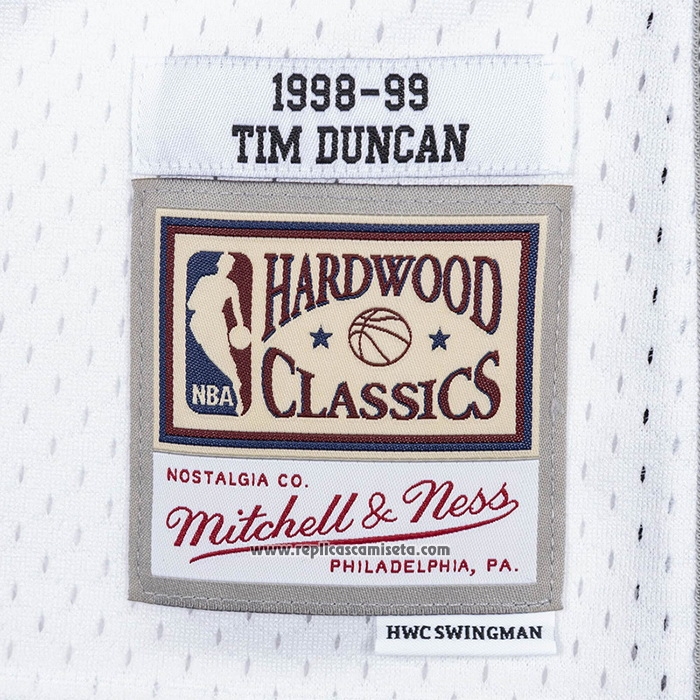 1998-99
TIM DUNCAN
HARDWOOD
CLASSICS
NBA
NOSTALGIA CO.
Mitchell & Ness
www.replicascamiseta.com
PHILADELPHIA, PA.
HWC SWINGMAN